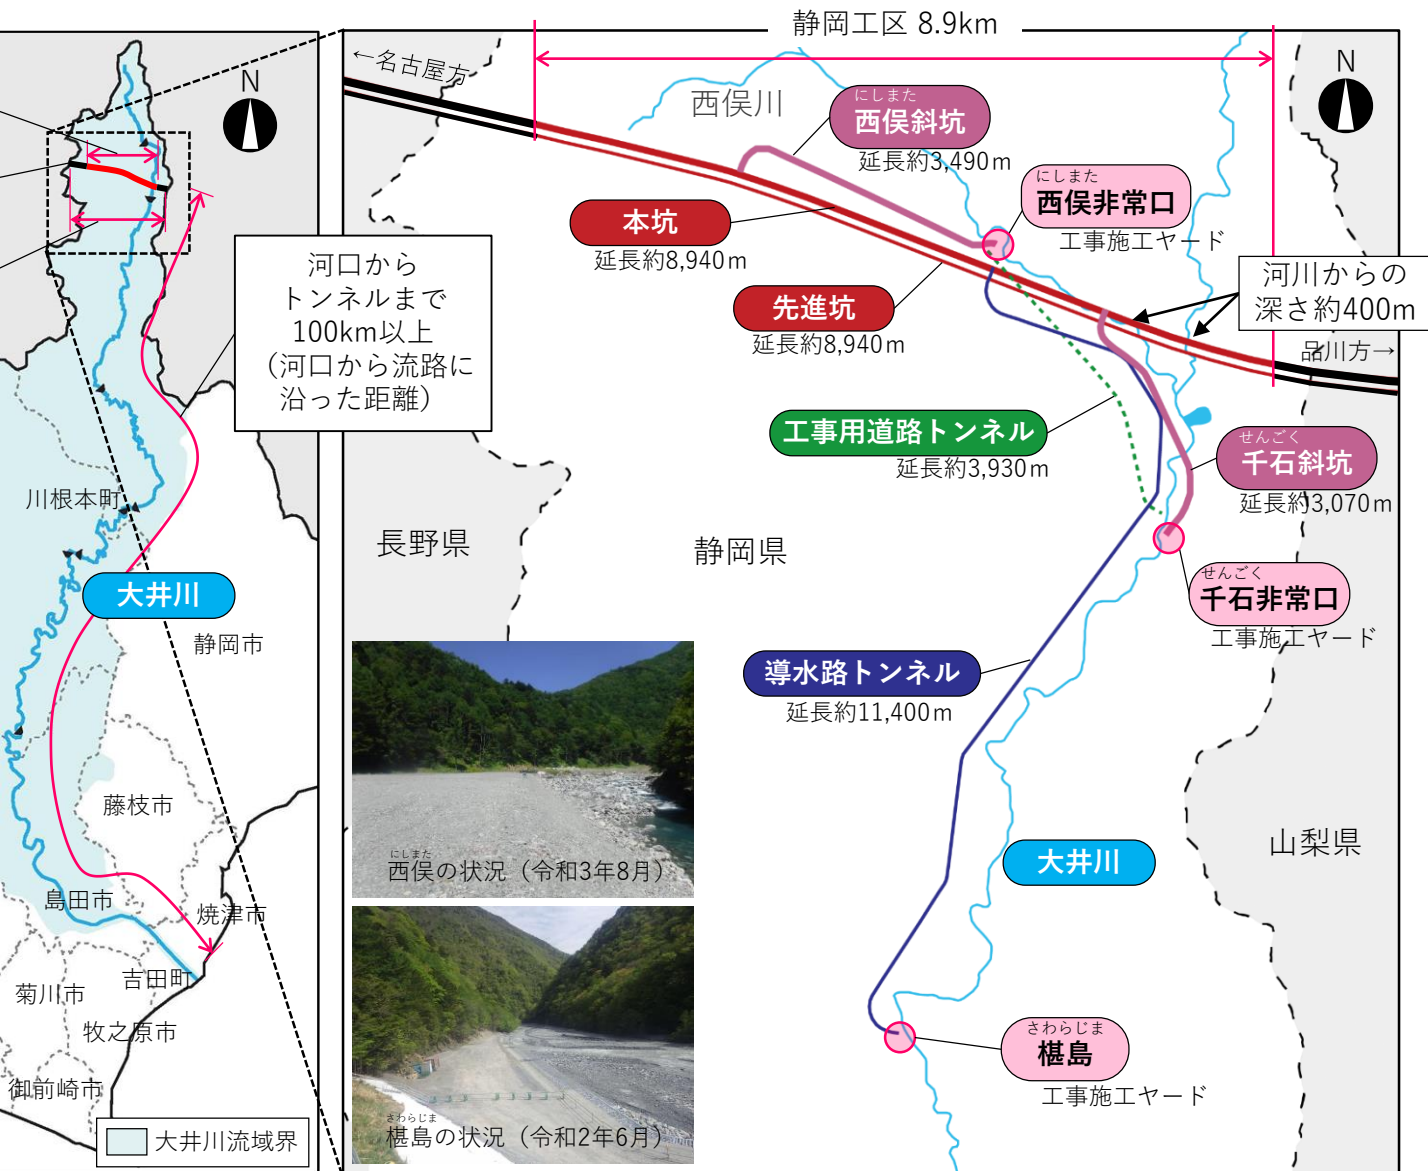 静岡工区 8.9km
←名古屋方
N
N
西俣川
にしまた
西俣斜坑
延長約3,490m
にしまた
西俣非常口
工事施工ヤード
本坑
延長約8,940m
先進坑
延長約8,940m
河川からの
深さ約400m
品川方→
河口から
トンネルまで
100km以上
（河口から流路に
沿った距離）
工事用道路トンネル
延長約3,930m
せんごく
千石斜坑
延長約3,070m
川根本町
長野県
静岡県
せんごく
千石非常口
工事施工ヤード
大井川
静岡市
導水路トンネル
延長約11,400m
藤枝市
にしまた
西俣の状況（令和3年8月）
大井川
山梨県
島田市
焼津市
吉田町
菊川市
牧之原市
御前崎市
さわらじま
椹島
工事施工ヤード
さわらじま
椹島の状況（令和2年6月）
大井川流域界